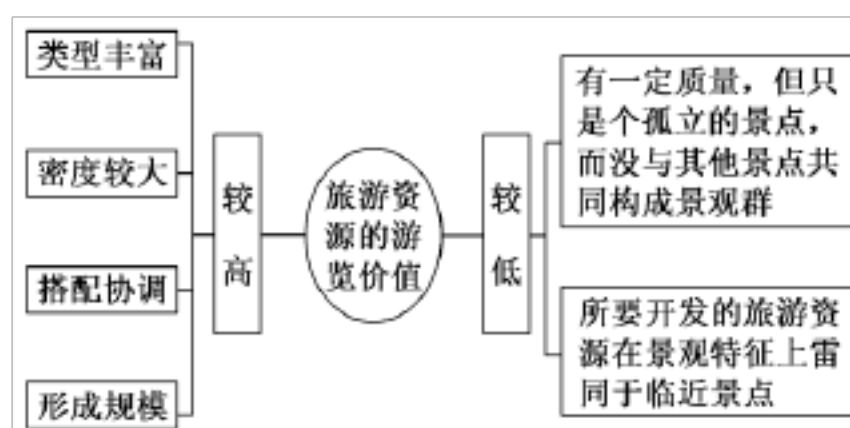 类型丰富
密度较大
搭配协调
形成规模
较
高
旅游资
源的游
览价值
较
低
有一定质量，但只
是个孤立的景点，
而没与其他景点共
同构成景观群
所要开发的旅游资
源在景观特征上雷
同于临近景点